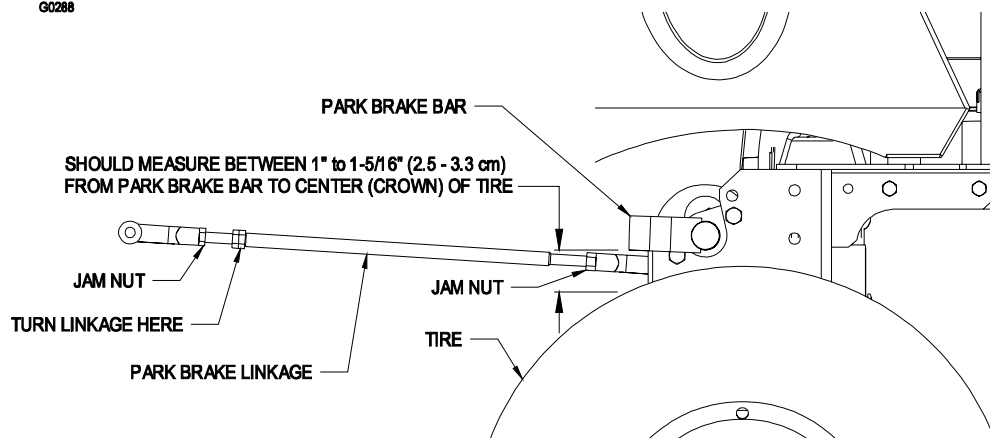 G0288
PARK BRAKE BAR
SHOULD MEASURE BETWEEN 1" to 1-5/16" (2.5 - 3.3 cm)
FROM PARK BRAKE BAR TO CENTER (CROWN) OF TIRE
JAM NUT
JAM NUT
TURN LINKAGE HERE
TIRE
PARK BRAKE LINKAGE